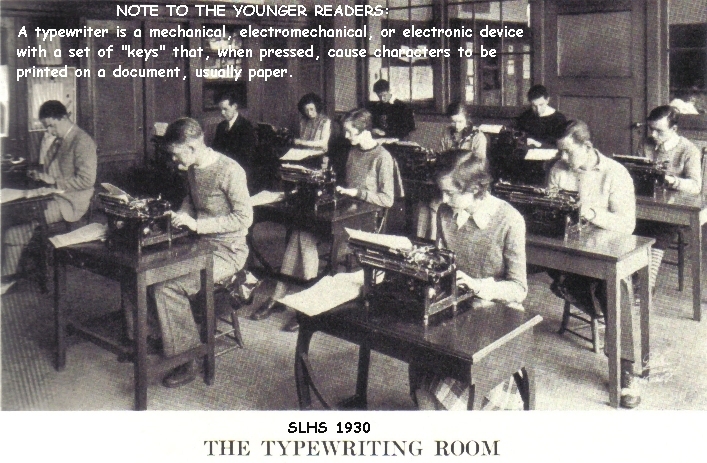 NOTE TO THE YOUNGER READERS:
A typewriter is a mechanical, electromechanical, or electronic device
with a set of "keys" that, when pressed, cause characters to be
printed on a document, usually paper.
SLHS 1930
THE TYPEWRITING ROOM